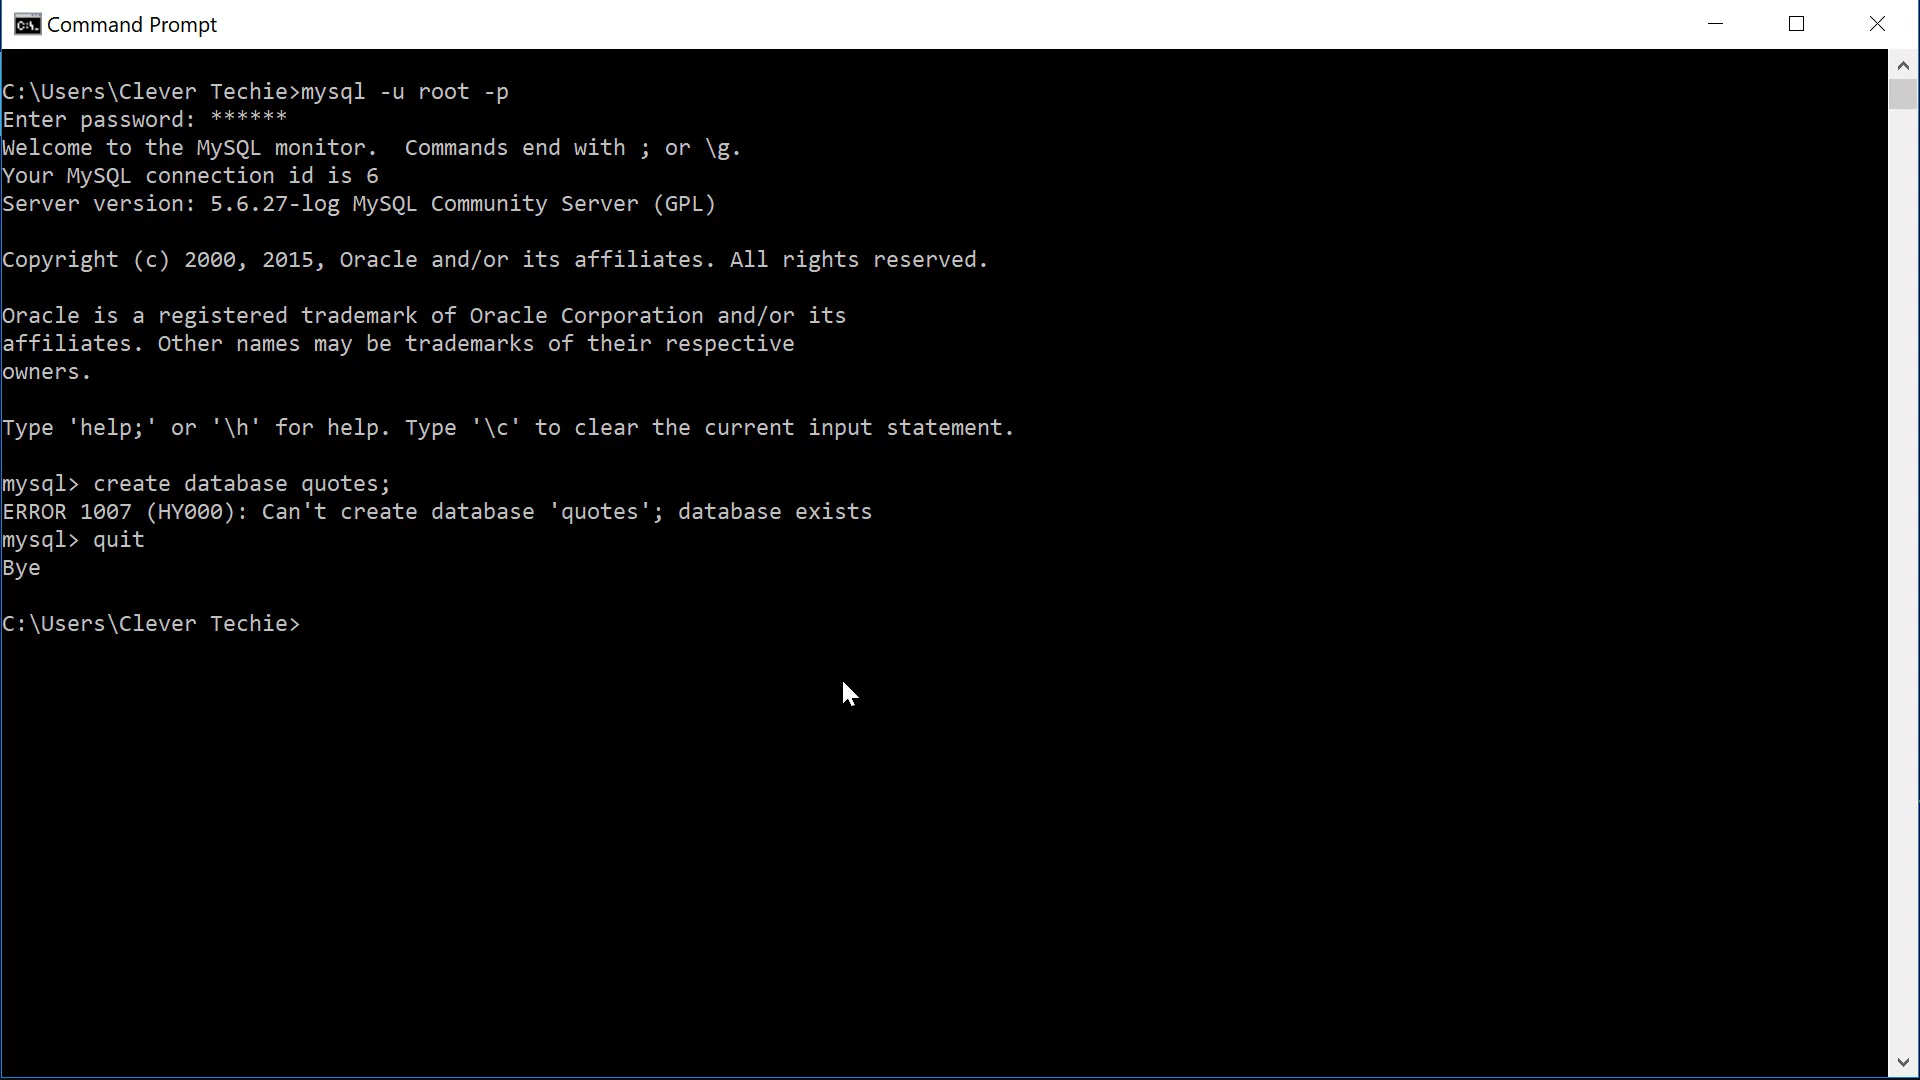 Command Prompt
C:\Users\Clever Techie>mysql -u root -p
Enter password: ******
Welcome to the MySQL monitor.  Commands end with ; or \g.
Your MySQL connection id is 6
Server version: 5.6.27-log MySQL Community Server (GPL)
Copyright (c) 2000, 2015, Oracle and/or its affiliates. All rights reserved.
Oracle is a registered trademark of Oracle Corporation and/or its
affiliates. Other names may be trademarks of their respective
owners.
Type 'help;' or '\h' for help. Type '\c' to clear the current input statement.
mysql> create database quotes;
ERROR 1007 (HY000): Can't create database 'quotes'; database exists
mysql> quit
Bye
C:\Users\Clever Techie>